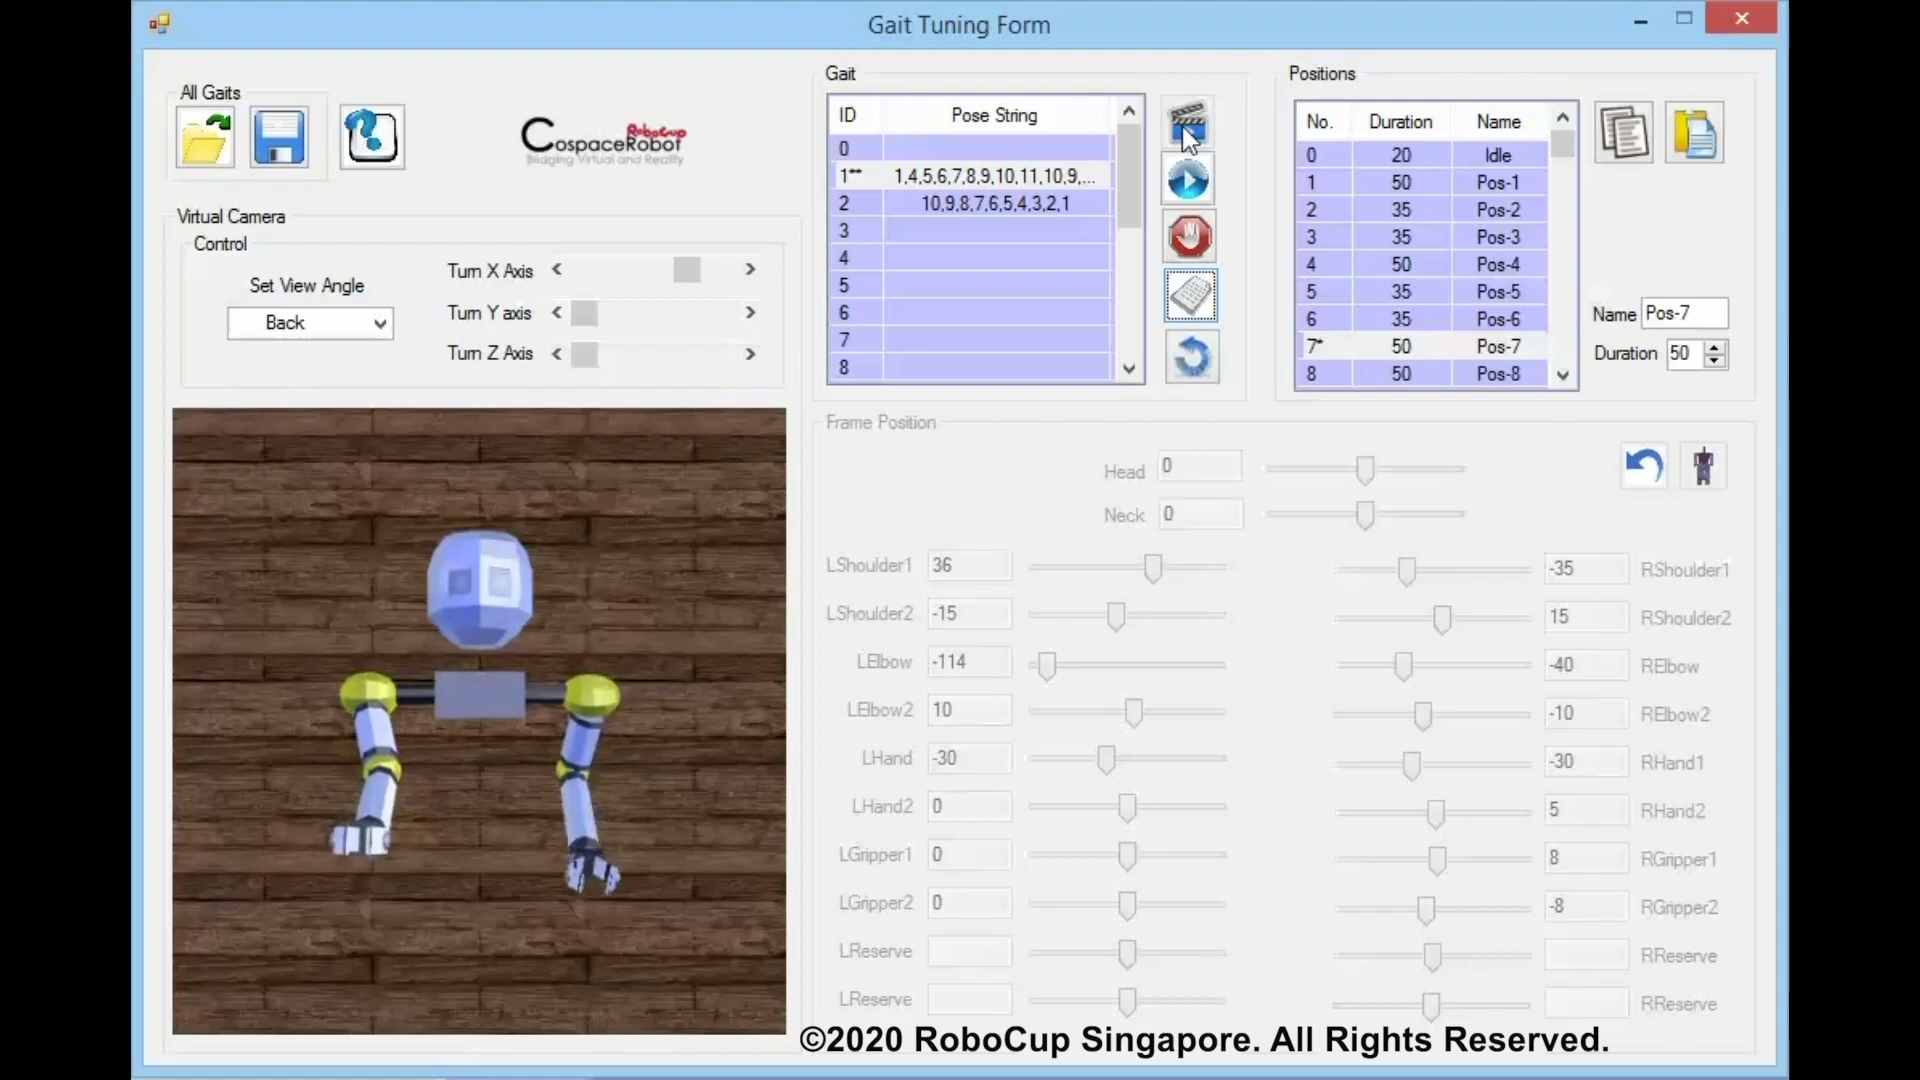 Gait Tuning Form
All Gaits
RoboCup
CospaceRobot
Bridging Virtual and Reality
Virtual Camera
Control
Set View Angle
Back
Turn X Axis
Turn Y axis
Turn Z Axis
Gait
ID Pose String
0
1** 1,4,5,6,7,8,9,10,11,10,9,...
2 10,9,8,7,6,5,4,3,2,1
3
4
5
6
7
8
Positions
No. Duration Name
0 20 Idle
1 50 Pos-1
2 35 Pos-2
3 35 Pos-3
4 50 Pos-4
5 35 Pos-5
6 35 Pos-6
7* 50 Pos-7
8 50 Pos-8
Name Pos-7
Duration 50
Frame Position
Head 0
Neck 0
LShoulder1 36 -35 RShoulder1
LShoulder2 -15 15 RShoulder2
LElbow -114 -40 RElbow
LElbow2 10 -10 RElbow2
LHand -30 -30 RHand1
LHand2 0 5 RHand2
LGripper1 0 8 RGripper1
LGripper2 0 -8 RGripper2
LReserve RReserve
LReserve RReserve
©2020 RoboCup Singapore. All Rights Reserved.